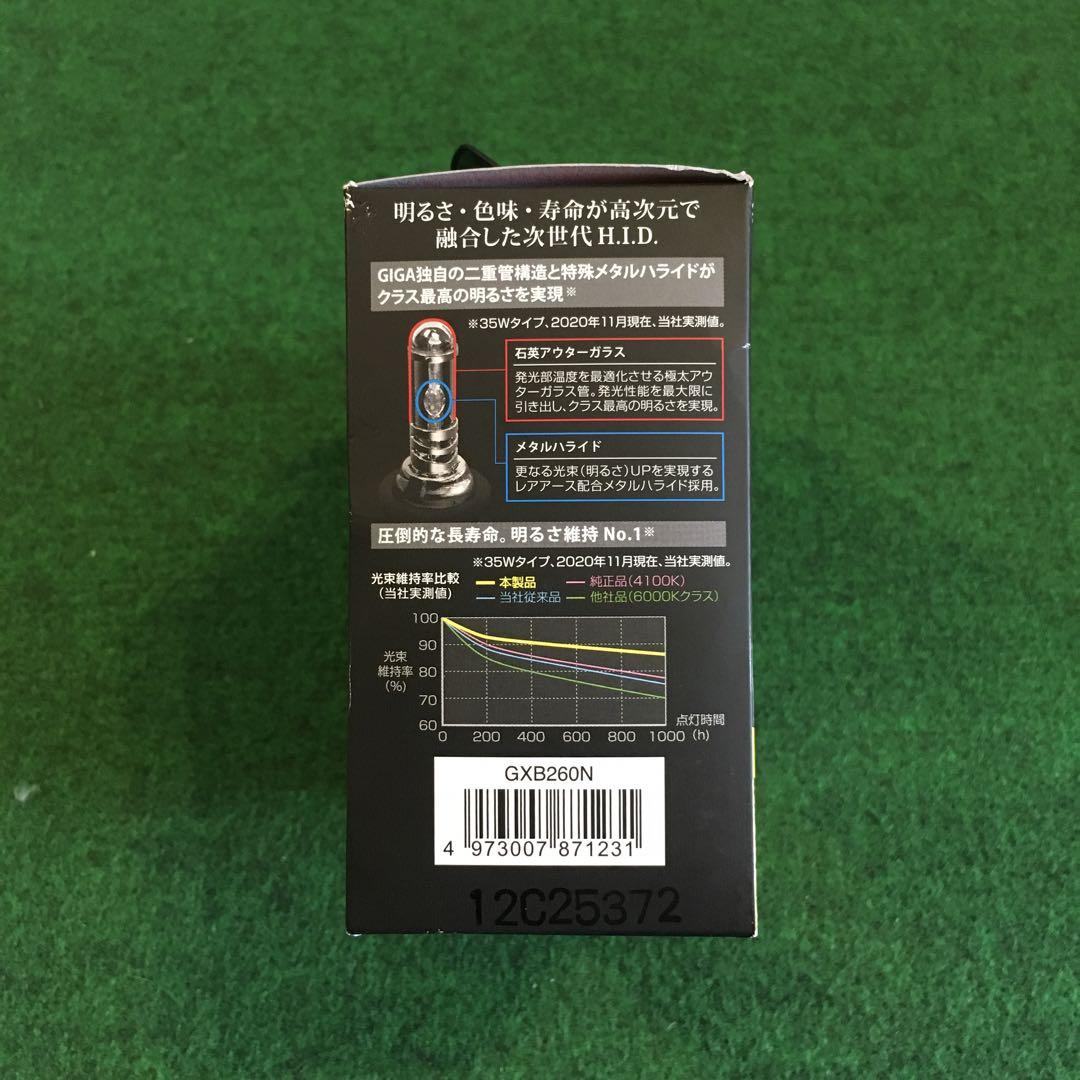 明るさ・色味・寿命が高次元で
融合した次世代 H.I.D.
GIGA独自の二重管構造と特殊メタルハライドが
クラス最高の明るさを実現※
※35Wタイプ、2020年11月現在、当社実測値。
石英アウターガラス
発光部温度を最適化させる極太アウ
ターガラス管。発光性能を最大限に
引き出し、クラス最高の明るさを実現。
メタルハライド
更なる光束(明るさ)UPを実現する
レアアース配合メタルハライド採用。
圧倒的な長寿命。明るさ維持 No.1※
※35Wタイプ、2020年11月現在、当社実測値。
光束維持率比較
(当社実測値)
本製品
純正品(4100K)
当社従来品
他社品(6000Kクラス)
光束
維持率
(%)
100
90
80
70
60
0 200 400 600 800 1000 (h)
点灯時間
GXB260N
4 973007 871231
12C25372